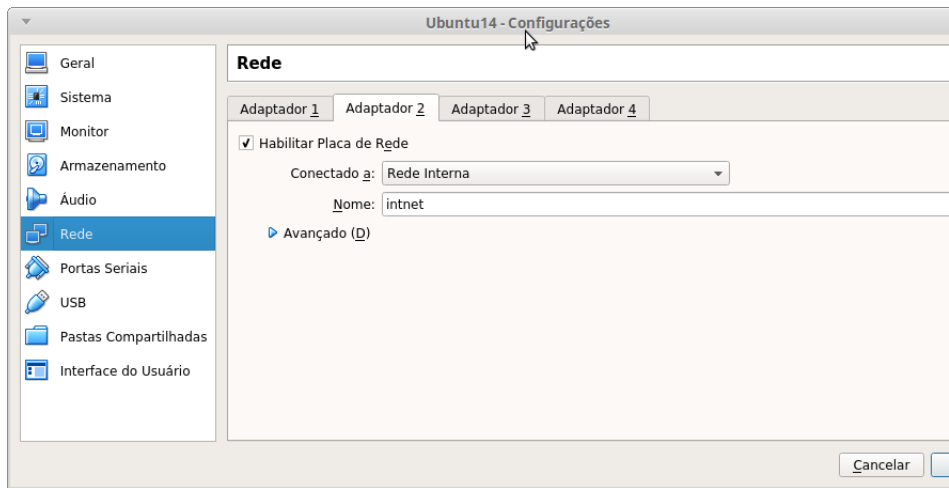 Ubuntu14 - Configurações
Geral
Sistema
Monitor
Armazenamento
Áudio
Rede
Portas Seriais
USB
Pastas Compartilhadas
Interface do Usuário
Rede
Adaptador 1 Adaptador 2 Adaptador 3 Adaptador 4
Habilitar Placa de Rede
Conectado a: Rede Interna
Nome: intnet
Avançado (D)
Cancelar